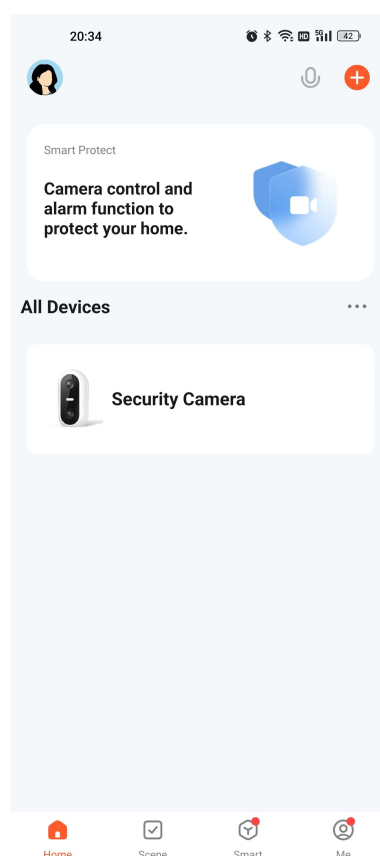 20:34
HD 5G 42
Smart Protect
Camera control and
alarm function to
protect your home.
All Devices
Security Camera
Home Scene Smart Me